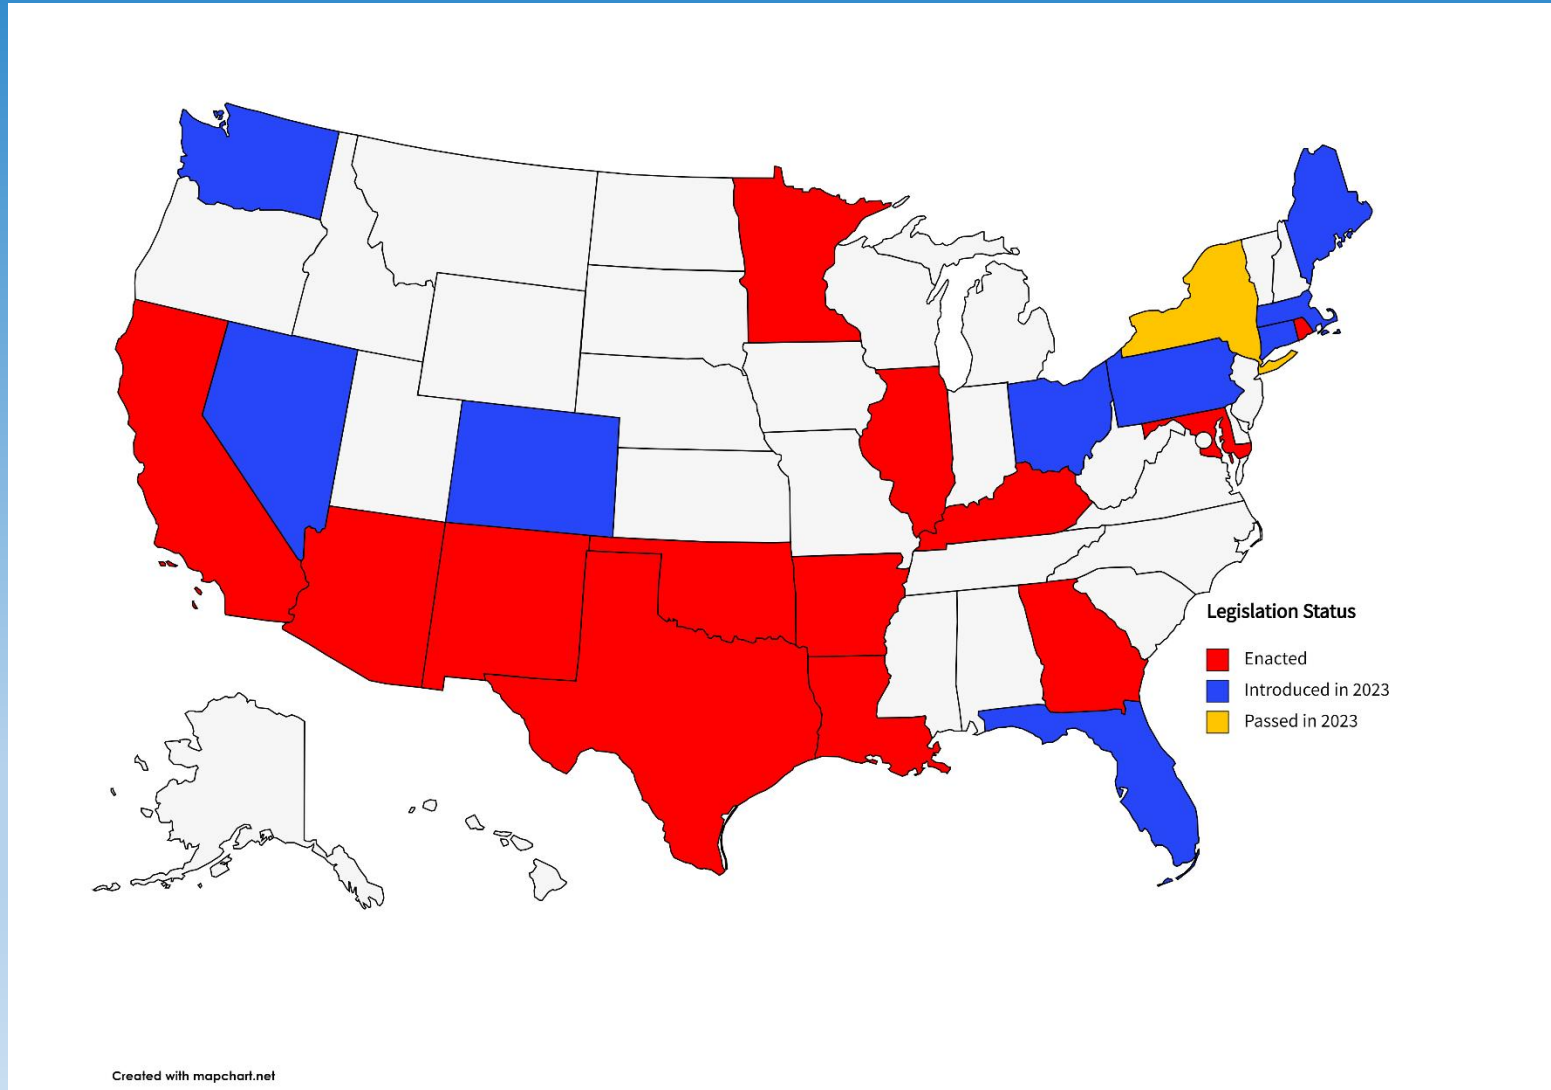 Legislation Status
Enacted
Introduced in 2023
Passed in 2023
Created with mapchart.net